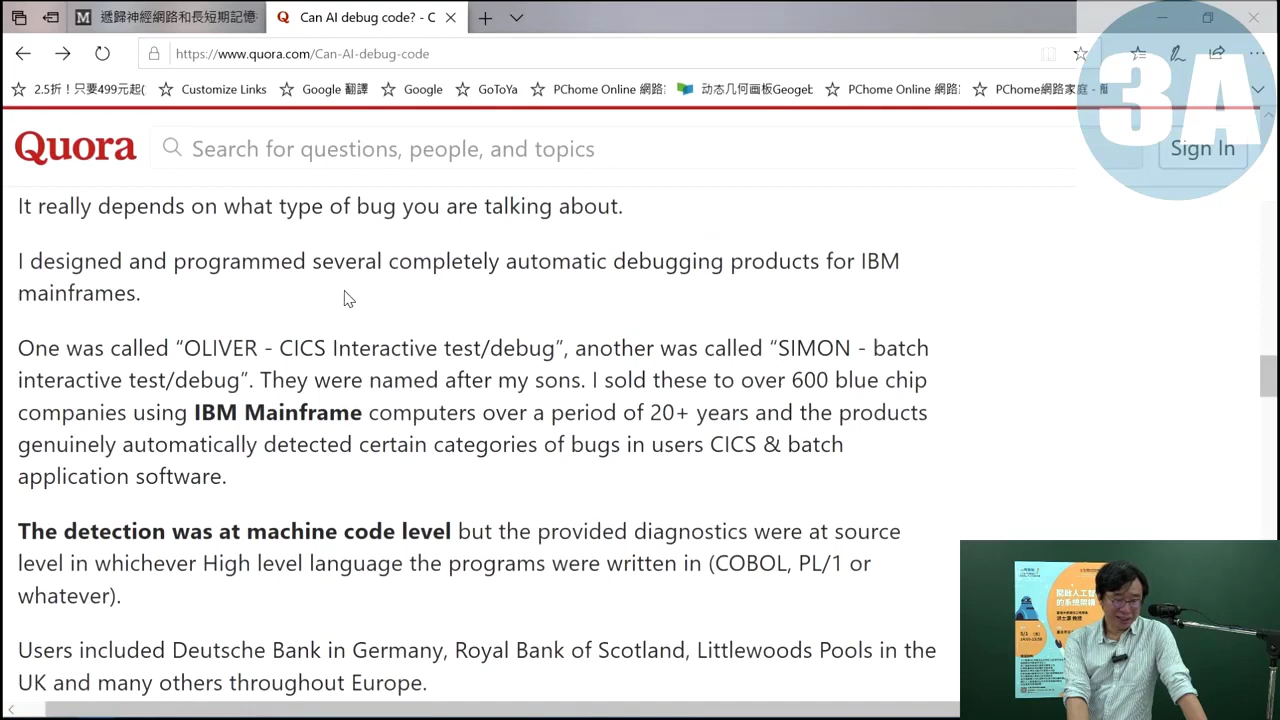 遞歸神經網路和長短期記憶
Can AI debug code? - C
https://www.quora.com/Can-AI-debug-code
2.5折！只要499元起(
Customize Links
Google 翻譯
Google
GoToYa
PChome Online 網路
动态几何画板Geogeb
PChome Online 網路
PChome網路家庭 -
3A
Quora
Search for questions, people, and topics
Sign In
It really depends on what type of bug you are talking about.
I designed and programmed several completely automatic debugging products for IBM
mainframes.
One was called “OLIVER - CICS Interactive test/debug”, another was called “SIMON - batch
interactive test/debug”. They were named after my sons. I sold these to over 600 blue chip
companies using IBM Mainframe computers over a period of 20+ years and the products
genuinely automatically detected certain categories of bugs in users CICS & batch
application software.
The detection was at machine code level but the provided diagnostics were at source
level in whichever High level language the programs were written in (COBOL, PL/1 or
whatever).
Users included Deutsche Bank in Germany, Royal Bank of Scotland, Littlewoods Pools in the
UK and many others throughout Europe.
開啟人工智
的系統架構